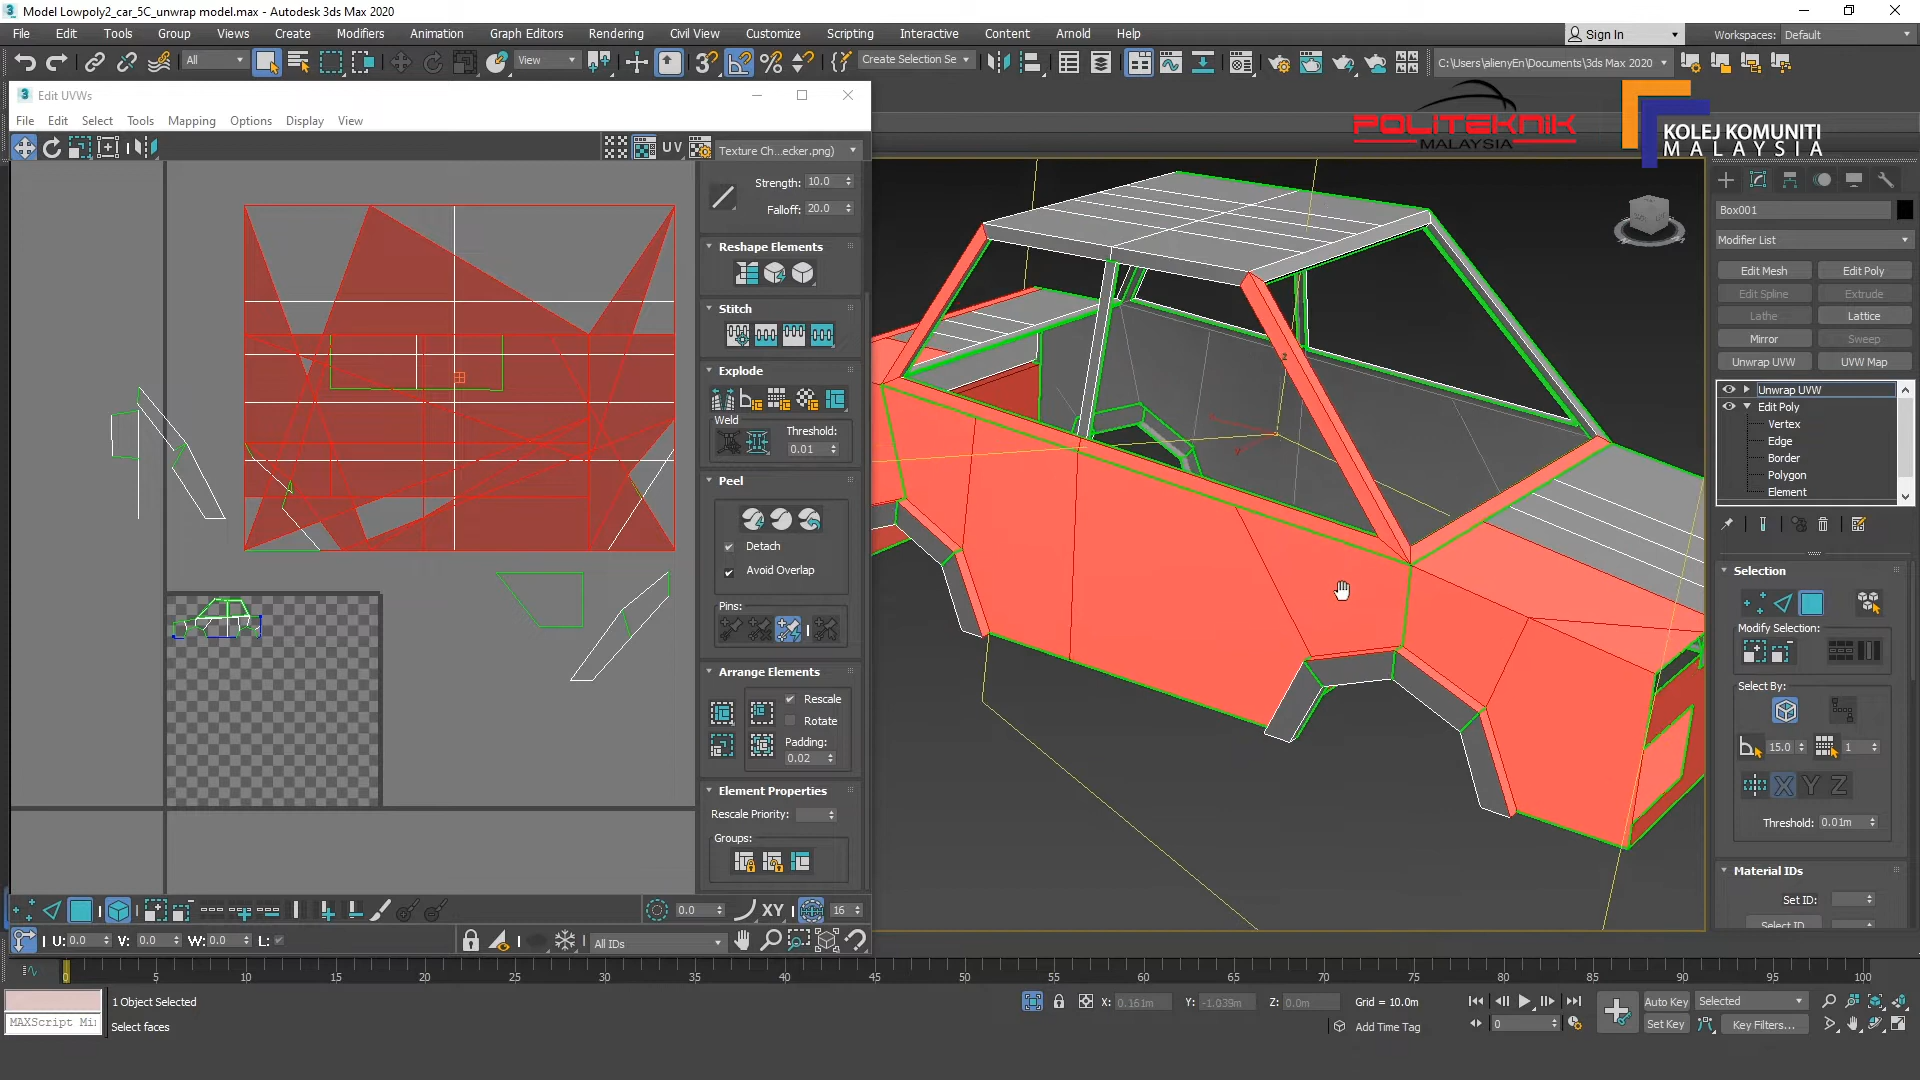 Model Lowpoly2_car_5C_unwrap model.max - Autodesk 3ds Max 2020
File Edit Tools Group Views Create Modifiers Animation Graph Editors Rendering Civil View Customize Scripting Interactive Content Arnold Help
Sign In
Workspaces: Default
All
View
Create Selection Se
C:\Users\alienyEn\Documents\3ds Max 2020
Edit UVWs
File Edit Select Tools Mapping Options Display View
UV
Texture Ch...ecker.png)
POLITEKNIK
MALAYSIA
KOLEJ KOMUNITI
MALAYSIA
Strength: 10.0
Falloff: 20.0
Reshape Elements
Stitch
Explode
Weld
Threshold:
0.01
Peel
Detach
Avoid Overlap
Pins:
Arrange Elements
Rescale
Rotate
Padding:
0.02
Element Properties
Rescale Priority:
Groups:
Box001
Modifier List
Edit Mesh Edit Poly
Edit Spline Extrude
Lathe Lattice
Mirror Sweep
Unwrap UVW UVW Map
Unwrap UVW
Edit Poly
Vertex
Edge
Border
Polygon
Element
Selection
Modify Selection:
Select By:
15.0 1
X Y Z
Threshold: 0.01m
Material IDs
Set ID:
Select ID
0.0 XY 16
U: 0.0 V: 0.0 W: 0.0 L:
All IDs
0 5 10 15 20 25 30 35 40 45 50 55 60 65 70 75 80 85 90 95 100
1 Object Selected
X: 0.161m Y: -1.039m Z: 0.0m Grid = 10.0m
Auto Key Selected
MAXScript Mi
Select faces
Add Time Tag
0
Set Key Key Filters...